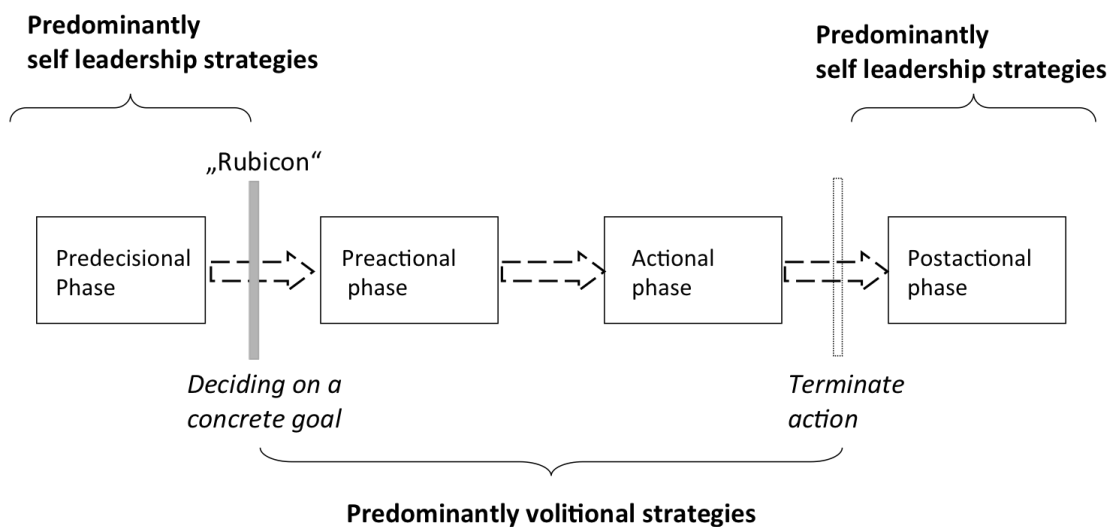 Predominantly
self leadership strategies
Predominantly
self leadership strategies
„Rubicon“
Predecisional
Phase
Preactional
phase
Actional
phase
Postactional
phase
Deciding on a
concrete goal
Terminate
action
Predominantly volitional strategies